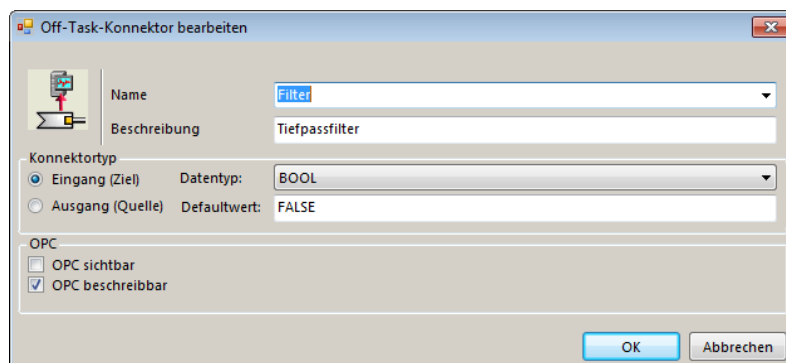 Off-Task-Konnektor bearbeiten
Name Filter
Beschreibung Tiefpassfilter
Konnektortyp
Eingang (Ziel) Datentyp: BOOL
Ausgang (Quelle) Defaultwert: FALSE
OPC
OPC sichtbar
OPC beschreibbar
OK Abbrechen